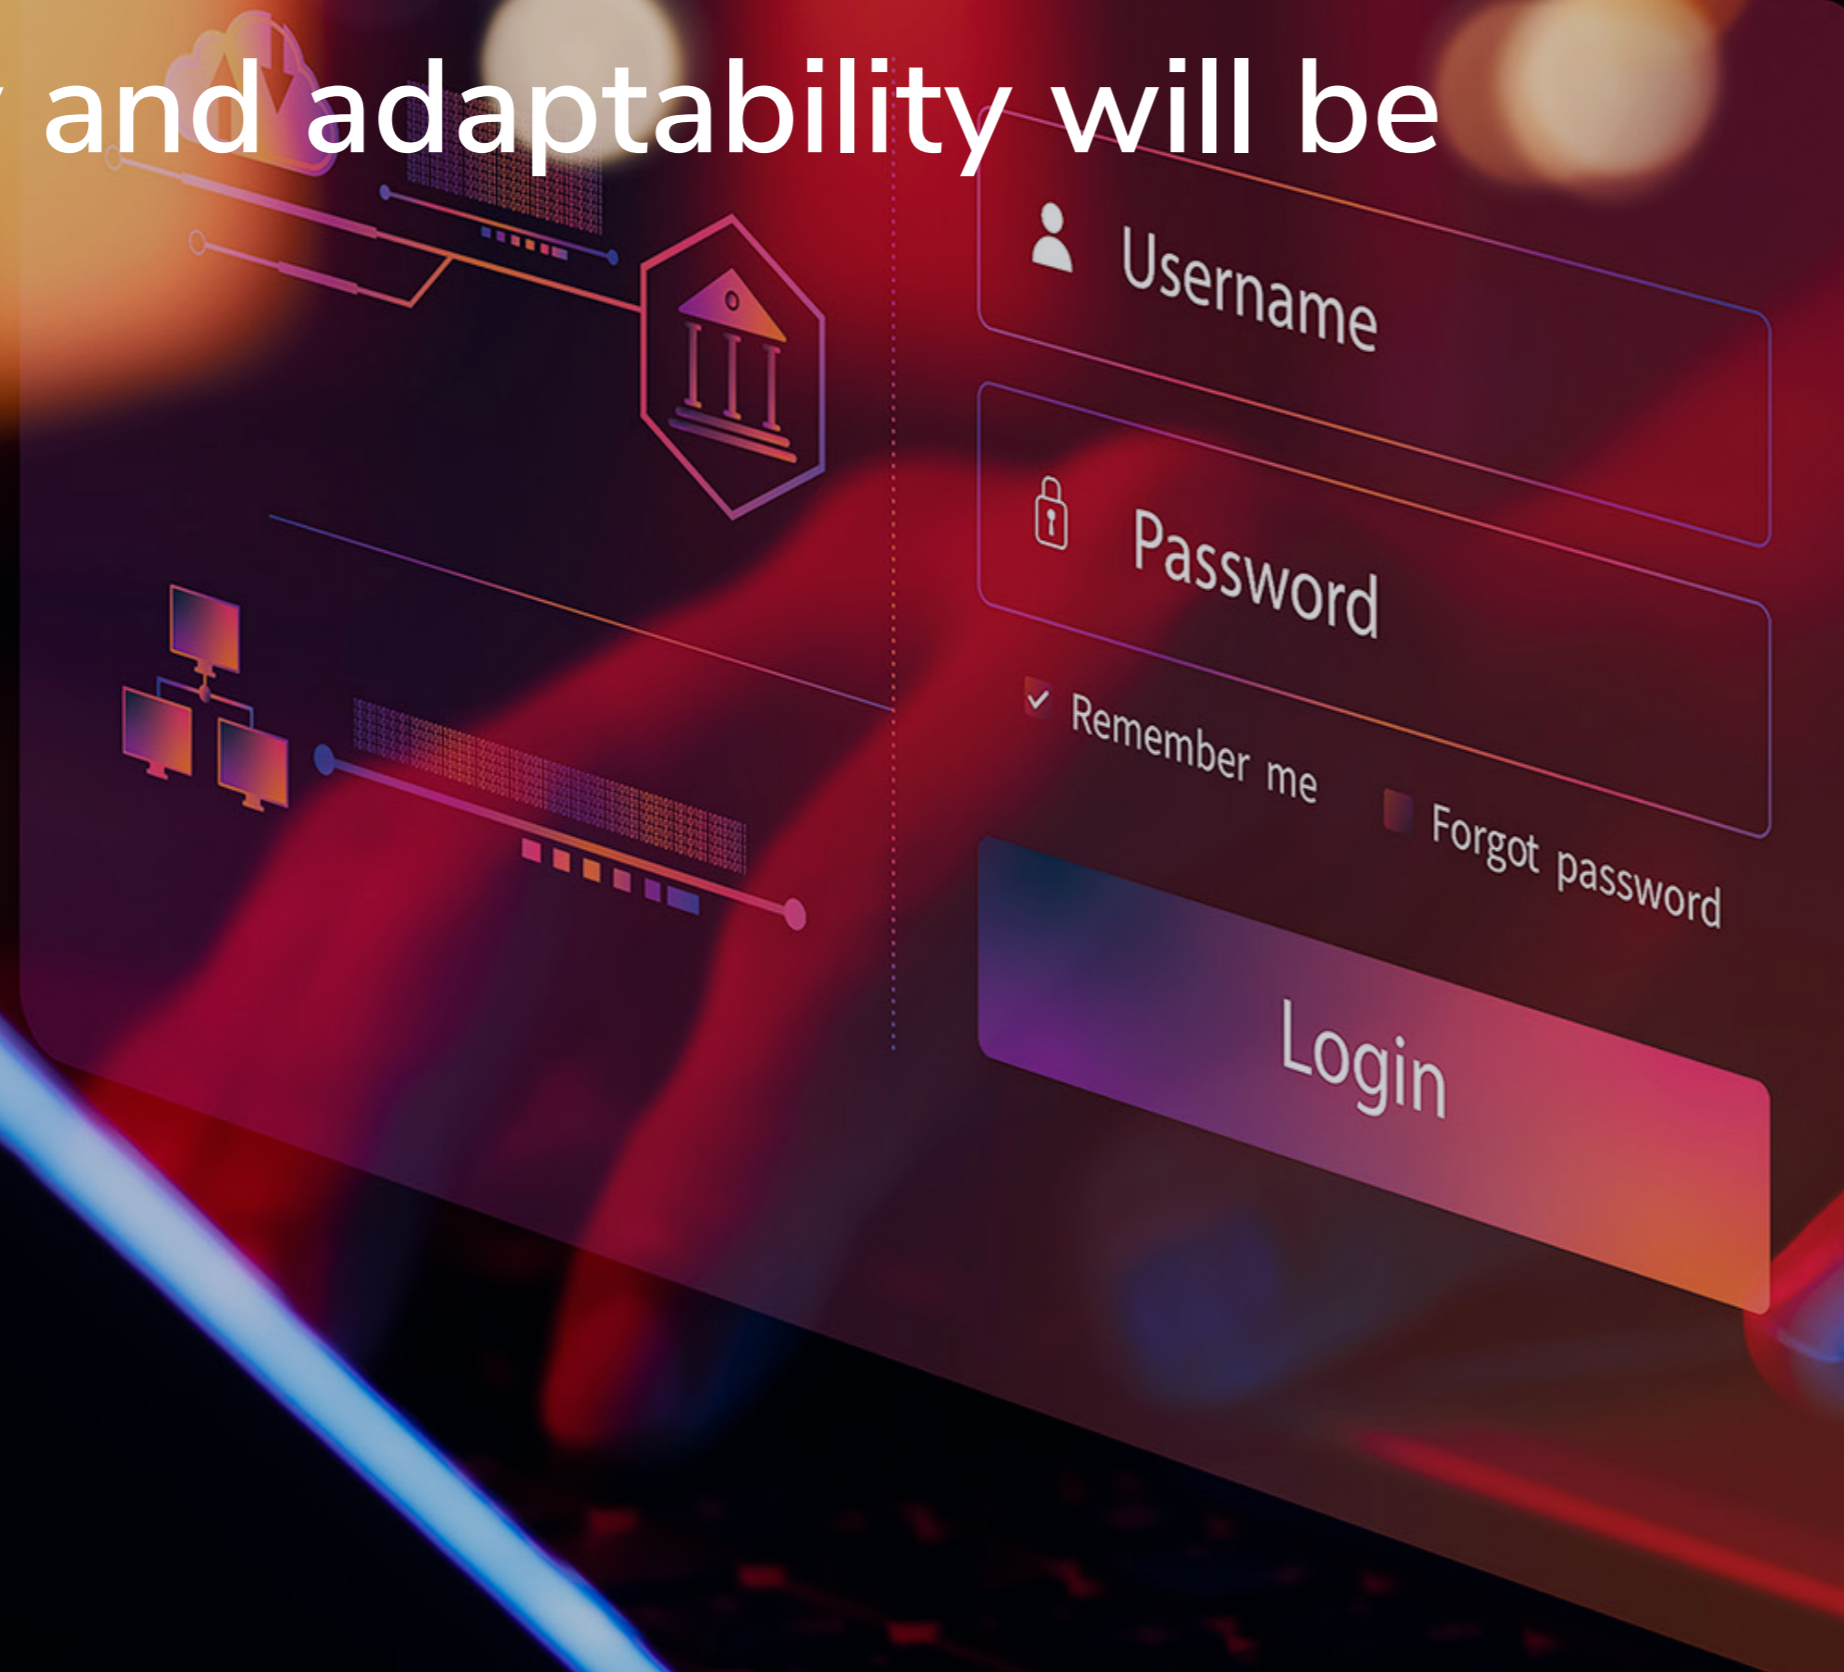 and adaptability will be
Username
Password
Remember me
Forgot password
Login